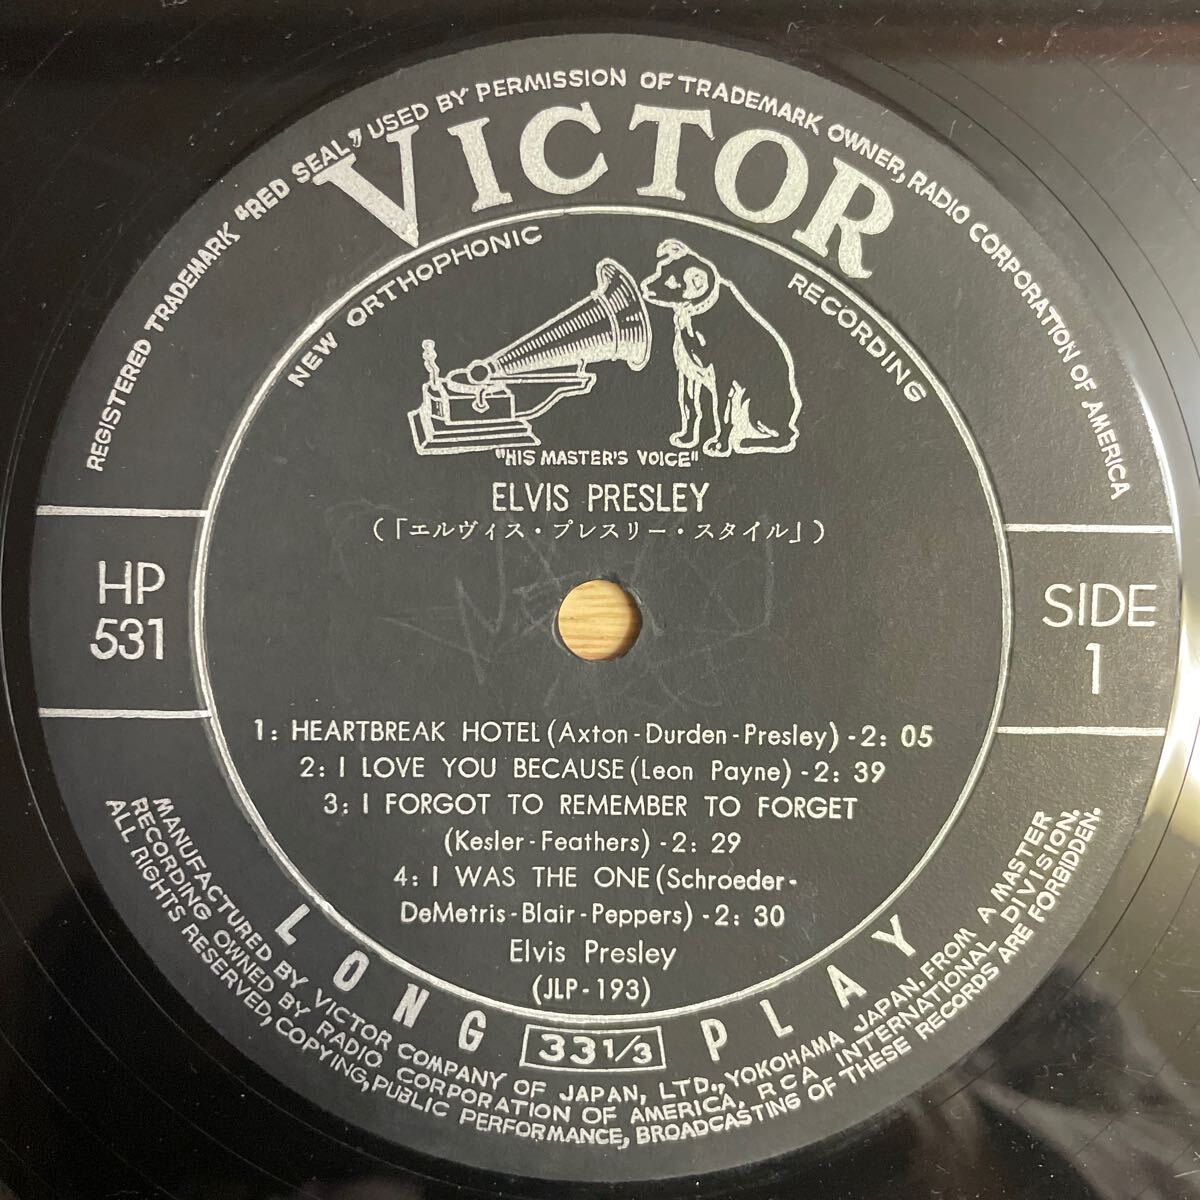 REGISTERED TRADEMARK "RED SEAL" USED BY PERMISSION OF TRADEMARK OWNER, RADIO CORPORATION OF AMERICA
VICTOR
NEW ORTHOPHONIC RECORDING
"HIS MASTER'S VOICE"
ELVIS PRESLEY
(「エルヴィス・プレスリー・スタイル」)
HP
531
SIDE
1
1: HEARTBREAK HOTEL (Axton-Durden-Presley) -2: 05
2: I LOVE YOU BECAUSE (Leon Payne) -2: 39
3: I FORGOT TO REMEMBER TO FORGET
(Kesler-Feathers) -2: 29
4: I WAS THE ONE (Schroeder-
DeMetris-Blair-Peppers) -2: 30
Elvis Presley
(JLP-193)
LONG 33 1/3 PLAY
MANUFACTURED BY VICTOR COMPANY OF JAPAN, LTD., YOKOHAMA JAPAN. FROM A MASTER
RECORDING OWNED BY RADIO CORPORATION OF AMERICA, RCA INTERNATIONAL DIVISION.
ALL RIGHTS RESERVED, COPYING, PUBLIC PERFORMANCE, BROADCASTING OF THESE RECORDS ARE FORBIDDEN.